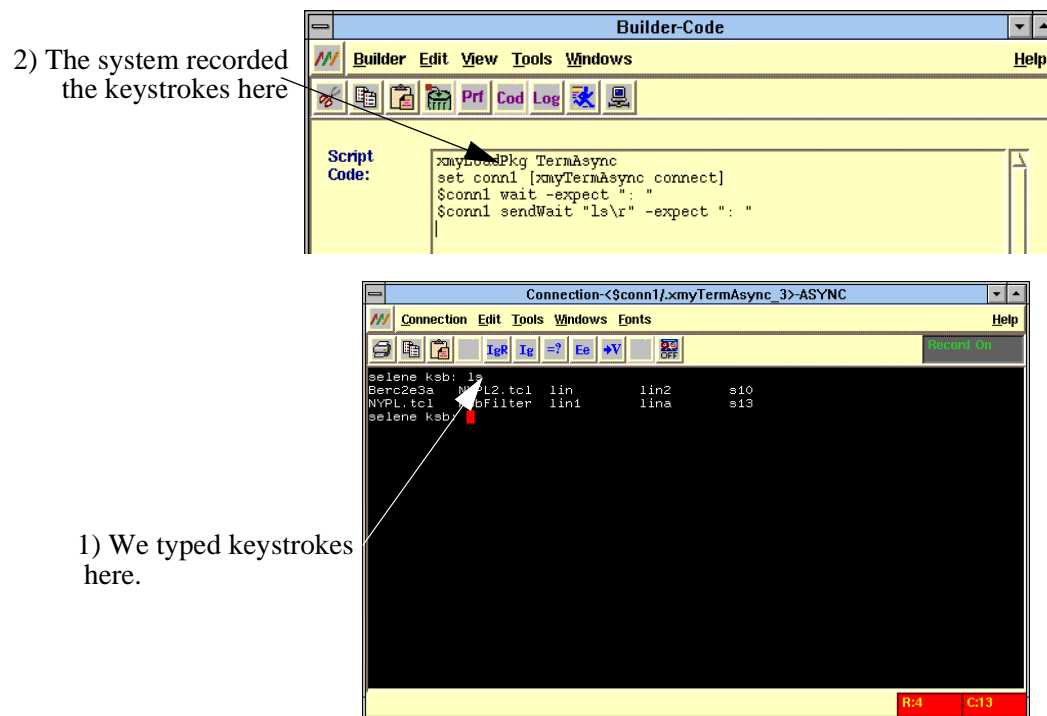 2) The system recorded
the keystrokes here
Builder-Code
Builder Edit View Tools Windows Help
Prf Cod Log
Script
Code:
xmyLoadPkg TermAsync
set conn1 [xmyTermAsync connect]
$conn1 wait -expect ": "
$conn1 sendWait "ls\r" -expect ": "
Connection-<$conn1/.xmyTermAsync_3>-ASYNC
Connection Edit Tools Windows Fonts Help
IgR Ig =? Ee V OFF Record On
selene ksb: ls
Berc2e3a NYPL2.tcl lin lin2 s10
NYPL.tcl lin1 lina s13
selene ksb:
1) We typed keystrokes
here.
R:4 C:13